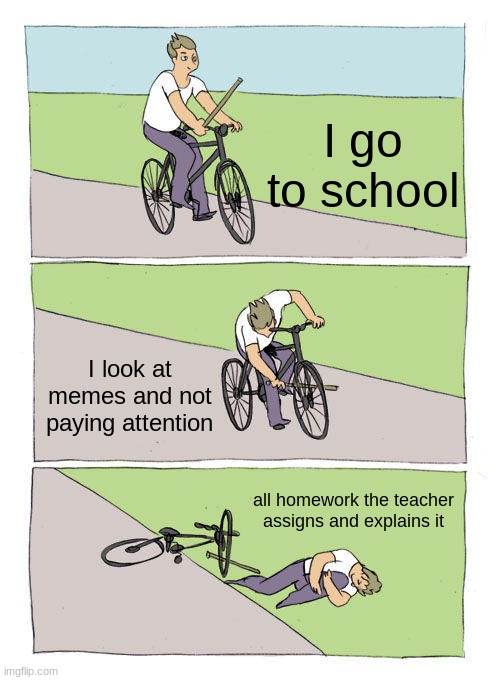 I go
to school
I look at
memes and not
paying attention
all homework the teacher
assigns and explains it
imgflip.com